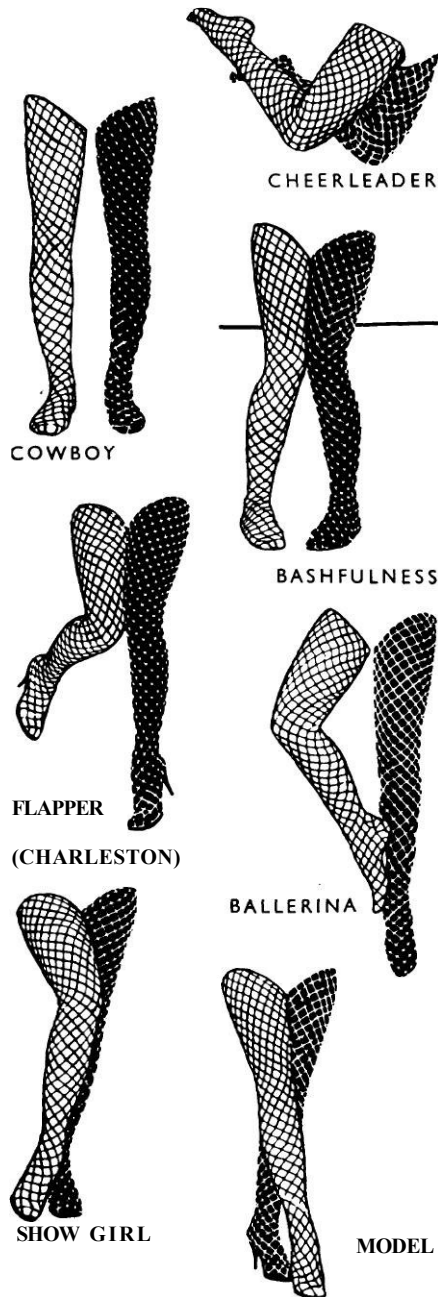 CHEERLEADER
COWBOY
BASHFULNESS
FLAPPER
(CHARLESTON)
BALLERINA
SHOW GIRL
MODEL